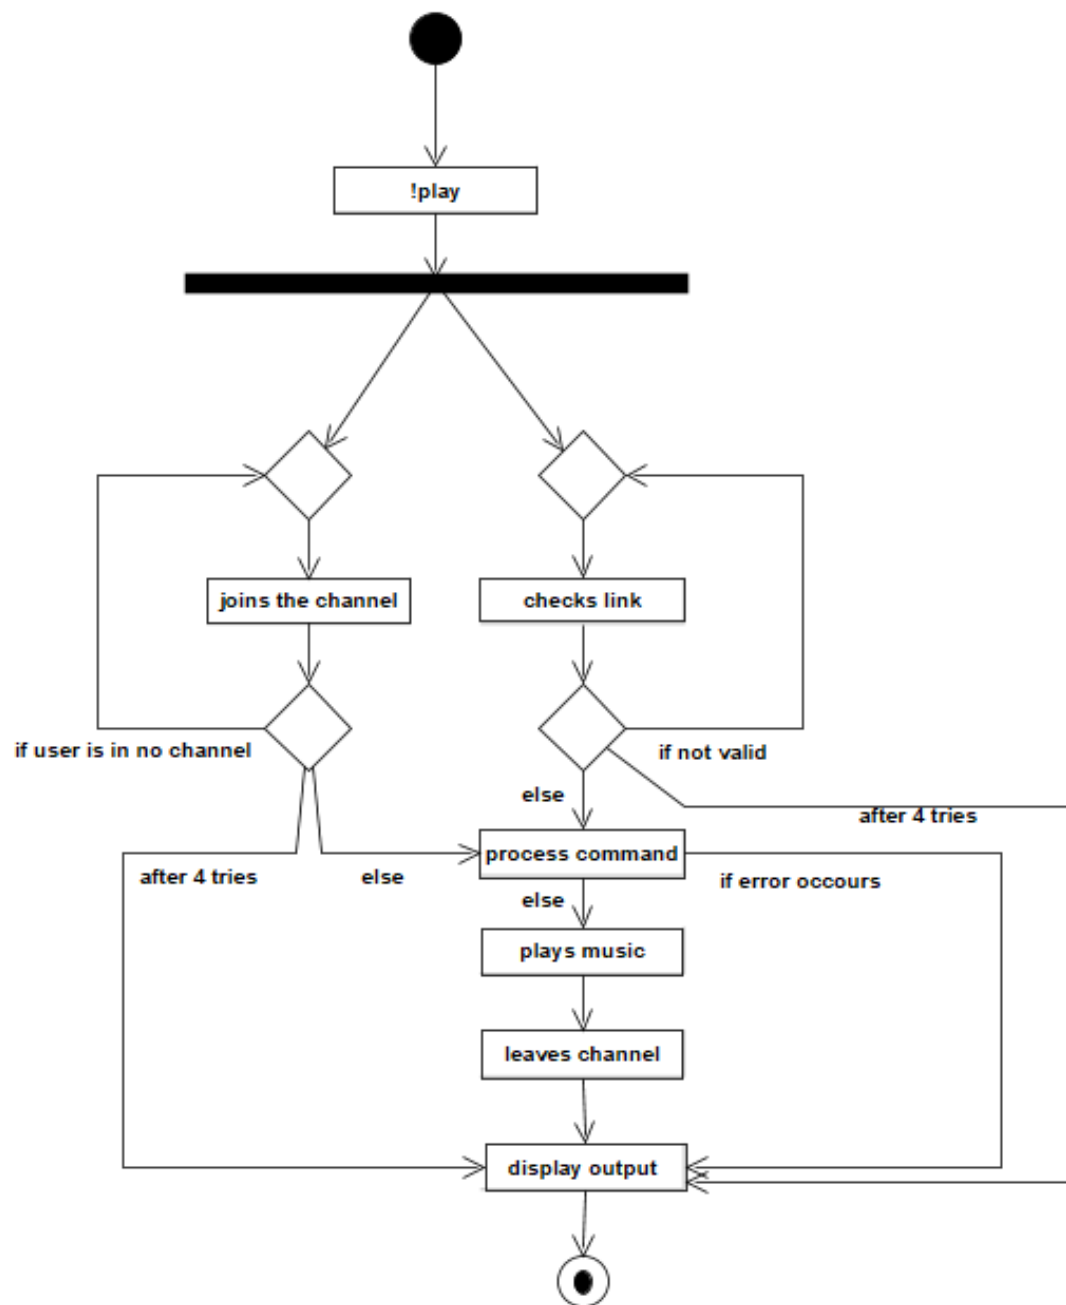 !play
joins the channel
checks link
if user is in no channel
if not valid
else
after 4 tries
process command
after 4 tries
else
if error occours
else
plays music
leaves channel
display output